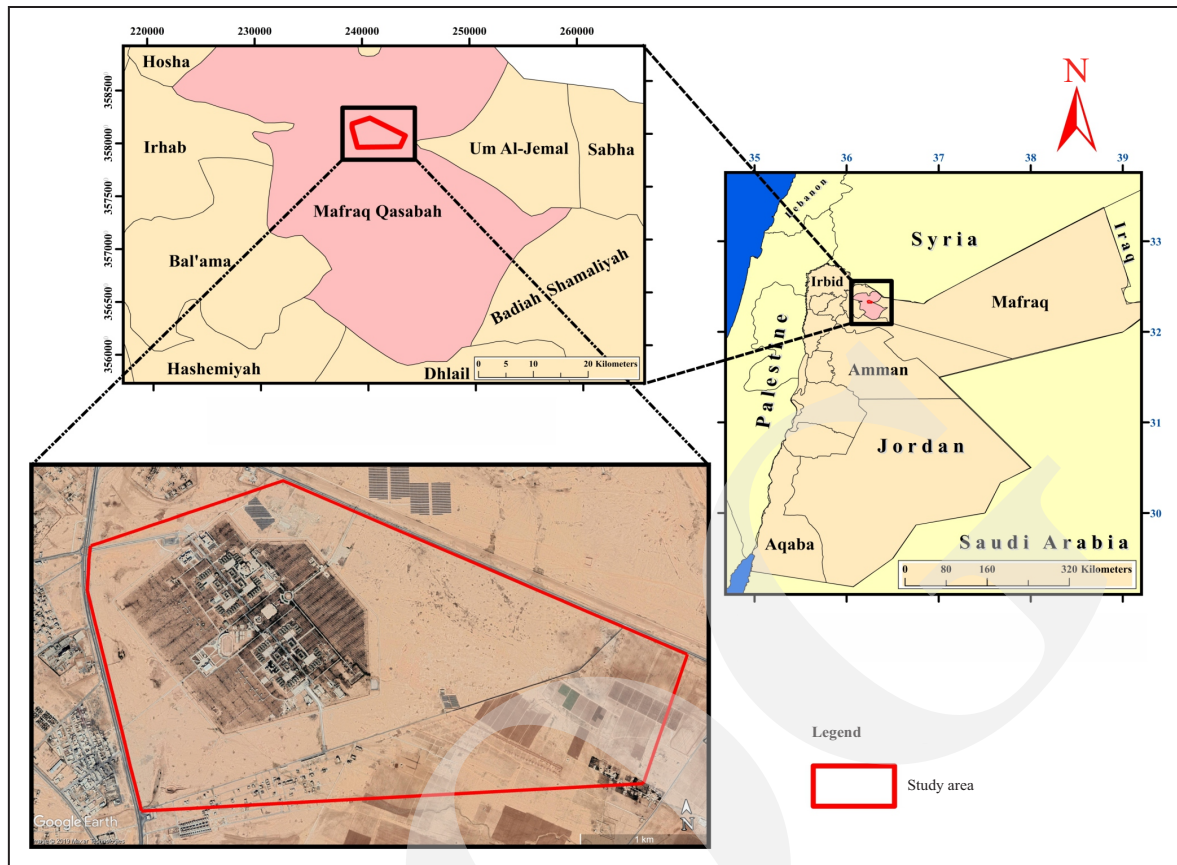 220000
230000
240000
250000
260000
358500
358000
357500
357000
356500
356000
Hosha
Irhab
Um Al-Jemal
Sabha
Mafraq Qasabah
Bal'ama
Badiah Shamaliyah
Hashemiyah
Dhlail
0 5 10 20 Kilometers
N
35 36 37 38 39
33
32
31
30
Lebanon
Syria
Iraq
Irbid
Mafraq
Palestine
Amman
Jordan
Aqaba
Saudi Arabia
0 80 160 320 Kilometers
Google Earth
N
1 km
Legend
Study area